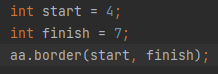 int start = 4;
int finish = 7;
aa.border(start, finish);